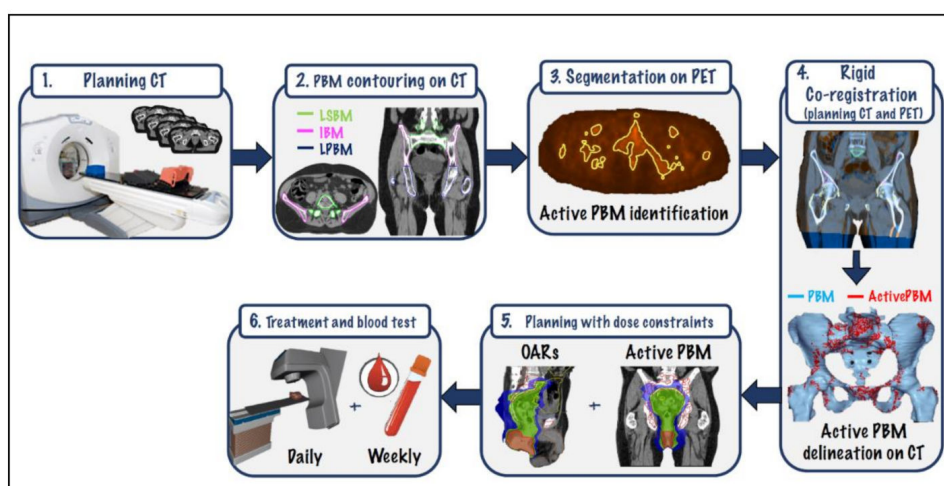 1. Planning CT
2. PBM contouring on CT
LSBM
IBM
LPBM
3. Segmentation on PET
Active PBM identification
4. Rigid
Co-registration
(planning CT and PET)
PBM
ActivePBM
Active PBM
delineation on CT
5. Planning with dose constraints
OARs
+
Active PBM
6. Treatment and blood test
+
Daily
Weekly